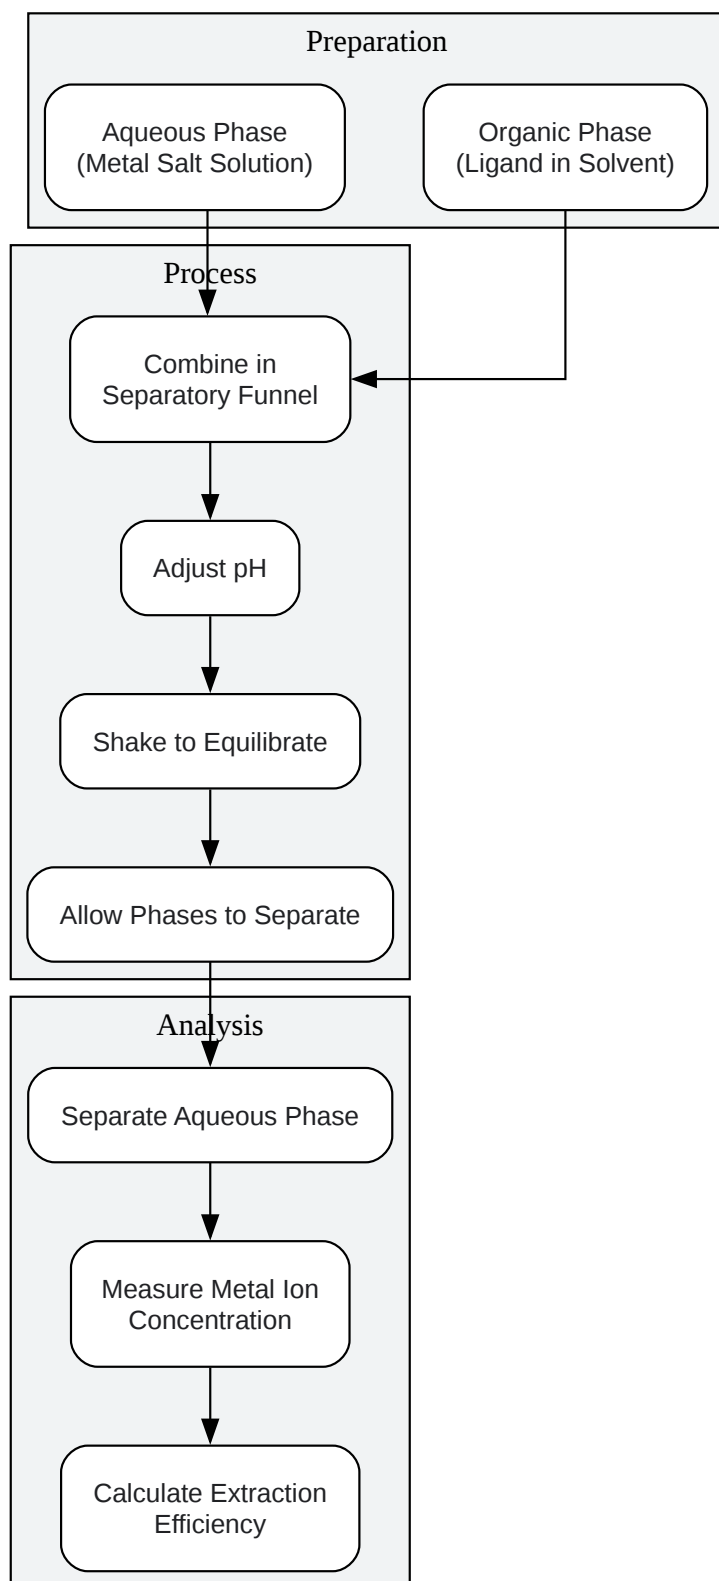 Preparation
Aqueous Phase
(Metal Salt Solution)
Organic Phase
(Ligand in Solvent)
Process
Combine in
Separatory Funnel
Adjust pH
Shake to Equilibrate
Allow Phases to Separate
Analysis
Separate Aqueous Phase
Measure Metal Ion
Concentration
Calculate Extraction
Efficiency